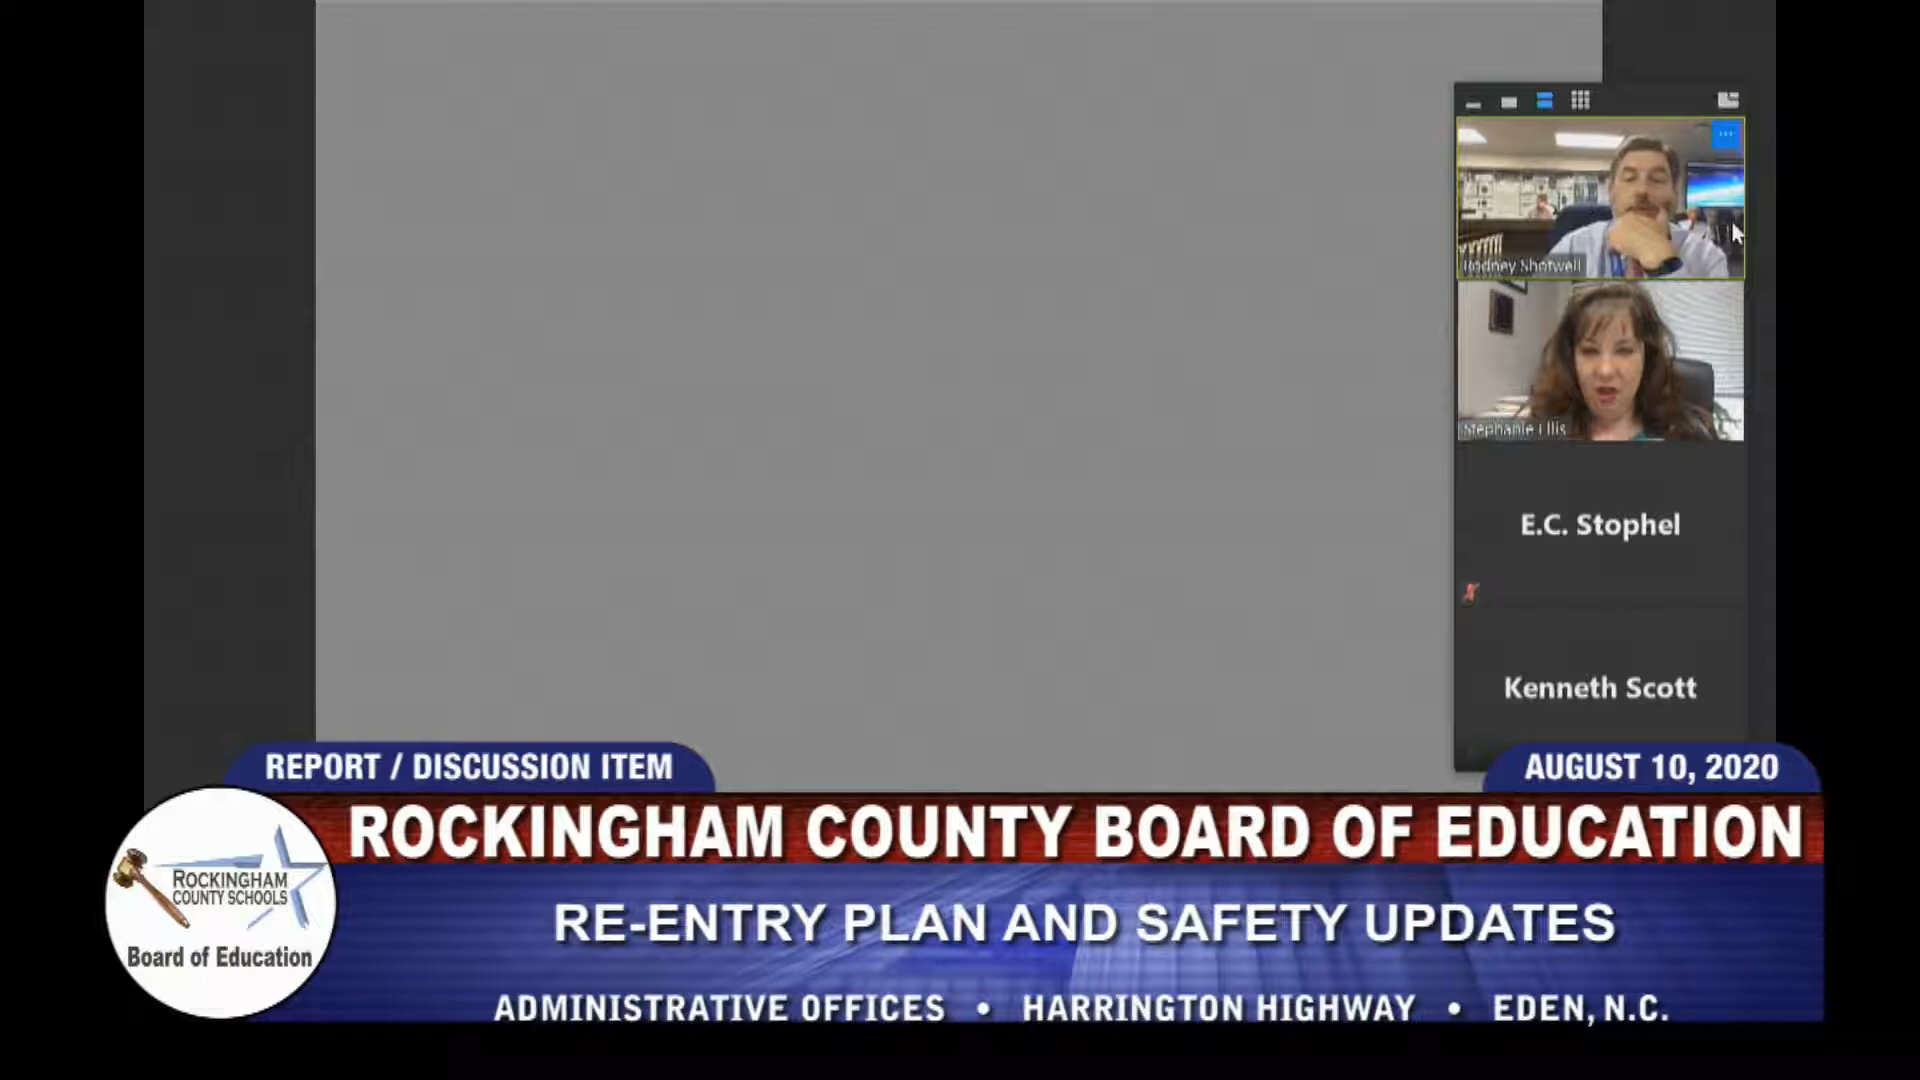 Rodney Shotwell
Stephanie Ellis
E.C. Stophel
Kenneth Scott
REPORT / DISCUSSION ITEM
AUGUST 10, 2020
ROCKINGHAM COUNTY BOARD OF EDUCATION
ROCKINGHAM
COUNTY SCHOOLS
Board of Education
RE-ENTRY PLAN AND SAFETY UPDATES
ADMINISTRATIVE OFFICES • HARRINGTON HIGHWAY • EDEN, N.C.